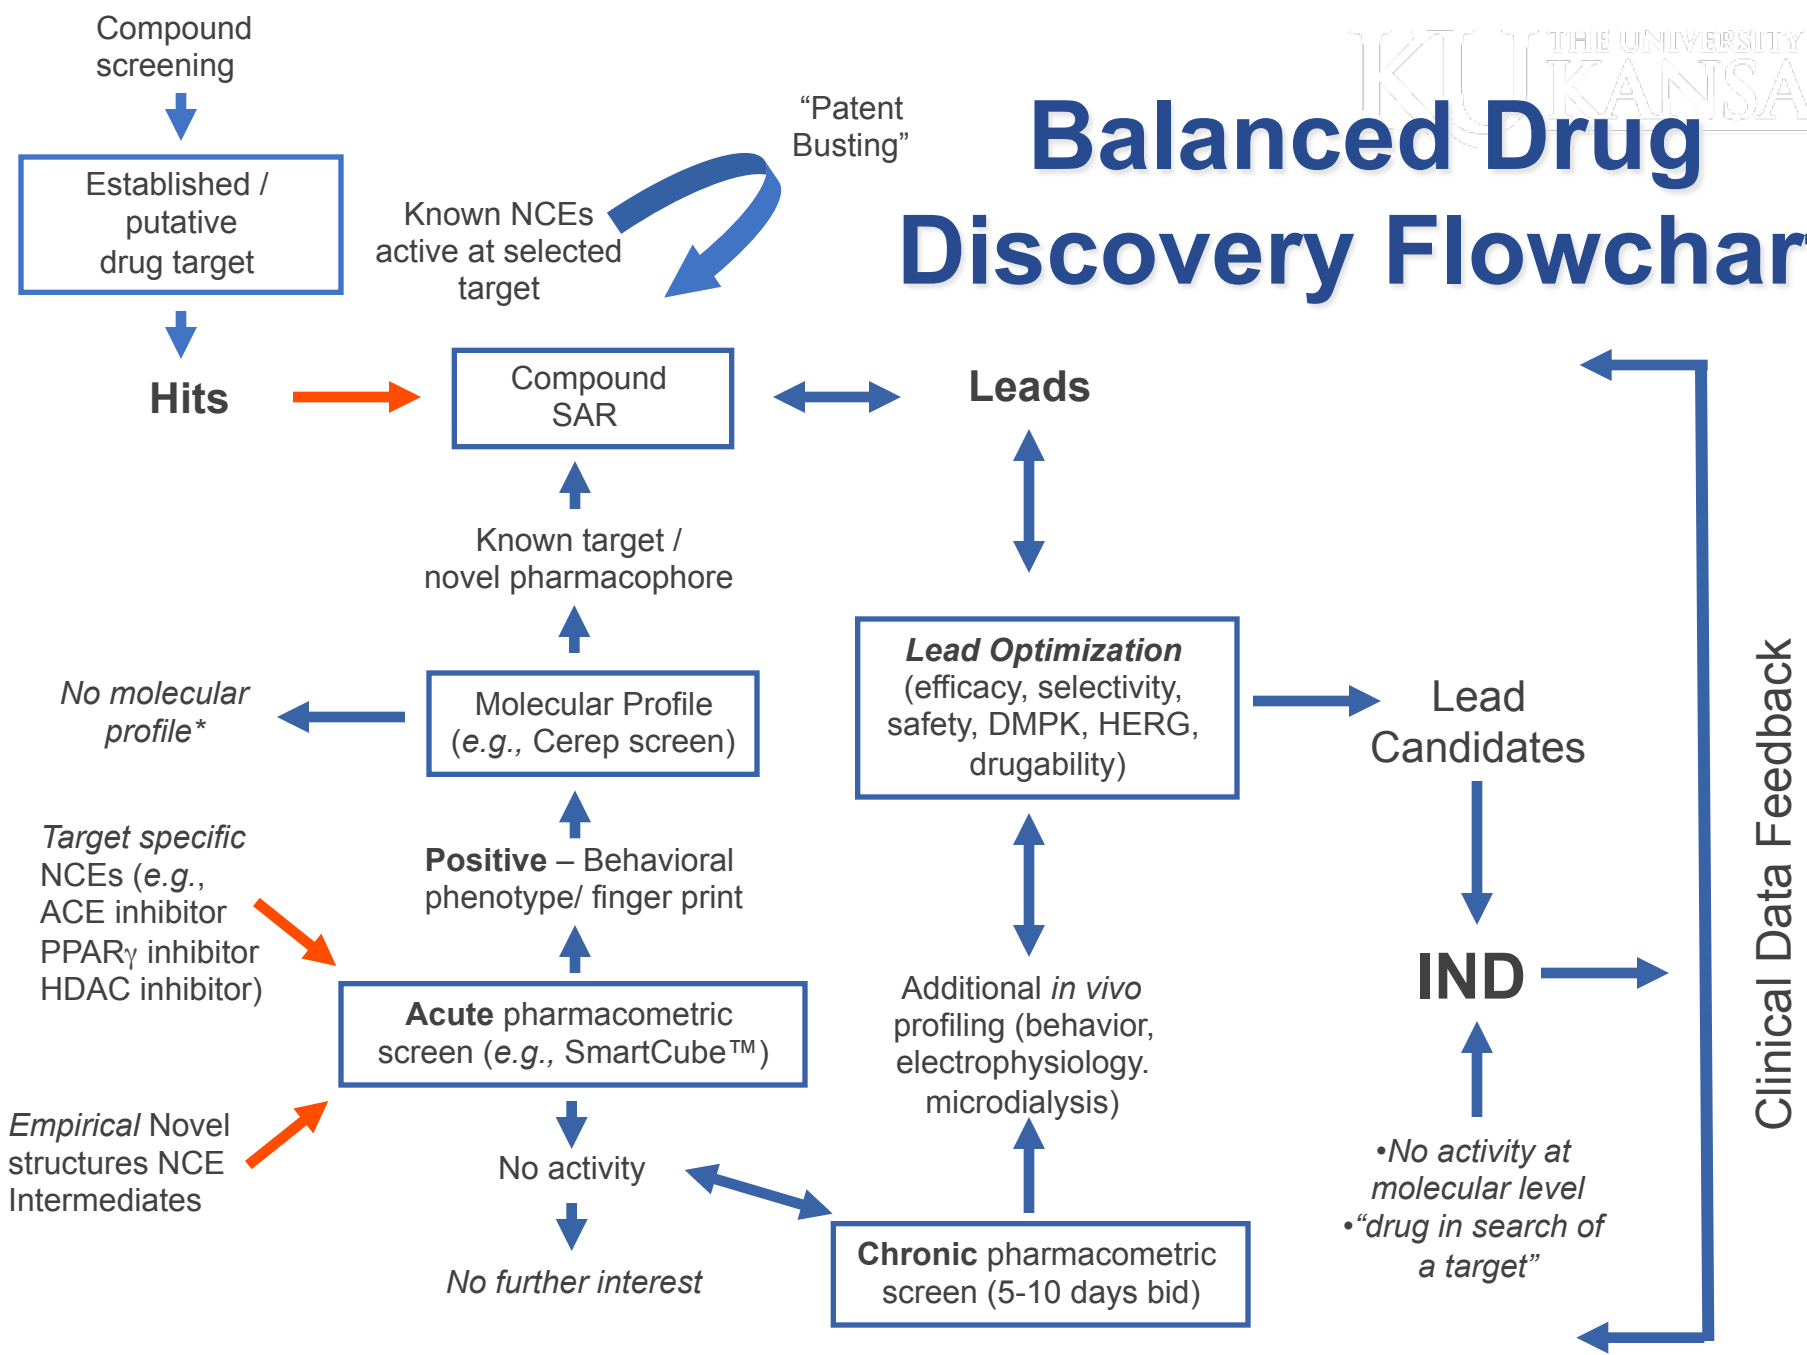 Compound
screening
THE UNIVERSITY
KU KANSA
"Patent
Busting"
Balanced Drug
Discovery Flowchart
Established /
putative
drug target
Known NCEs
active at selected
target
Hits
Compound
SAR
Leads
Known target /
novel pharmacophore
Lead Optimization
(efficacy, selectivity,
safety, DMPK, HERG,
drugability)
No molecular
profile*
Molecular Profile
(e.g., Cerep screen)
Lead
Candidates
Clinical Data Feedback
Target specific
NCEs (e.g.,
ACE inhibitor
PPARγ inhibitor
HDAC inhibitor)
Positive – Behavioral
phenotype/ finger print
Acute pharmacometric
screen (e.g., SmartCube™)
Additional in vivo
profiling (behavior,
electrophysiology.
microdialysis)
IND
Empirical Novel
structures NCE
Intermediates
No activity
No further interest
Chronic pharmacometric
screen (5-10 days bid)
•No activity at
molecular level
•“drug in search of
a target”